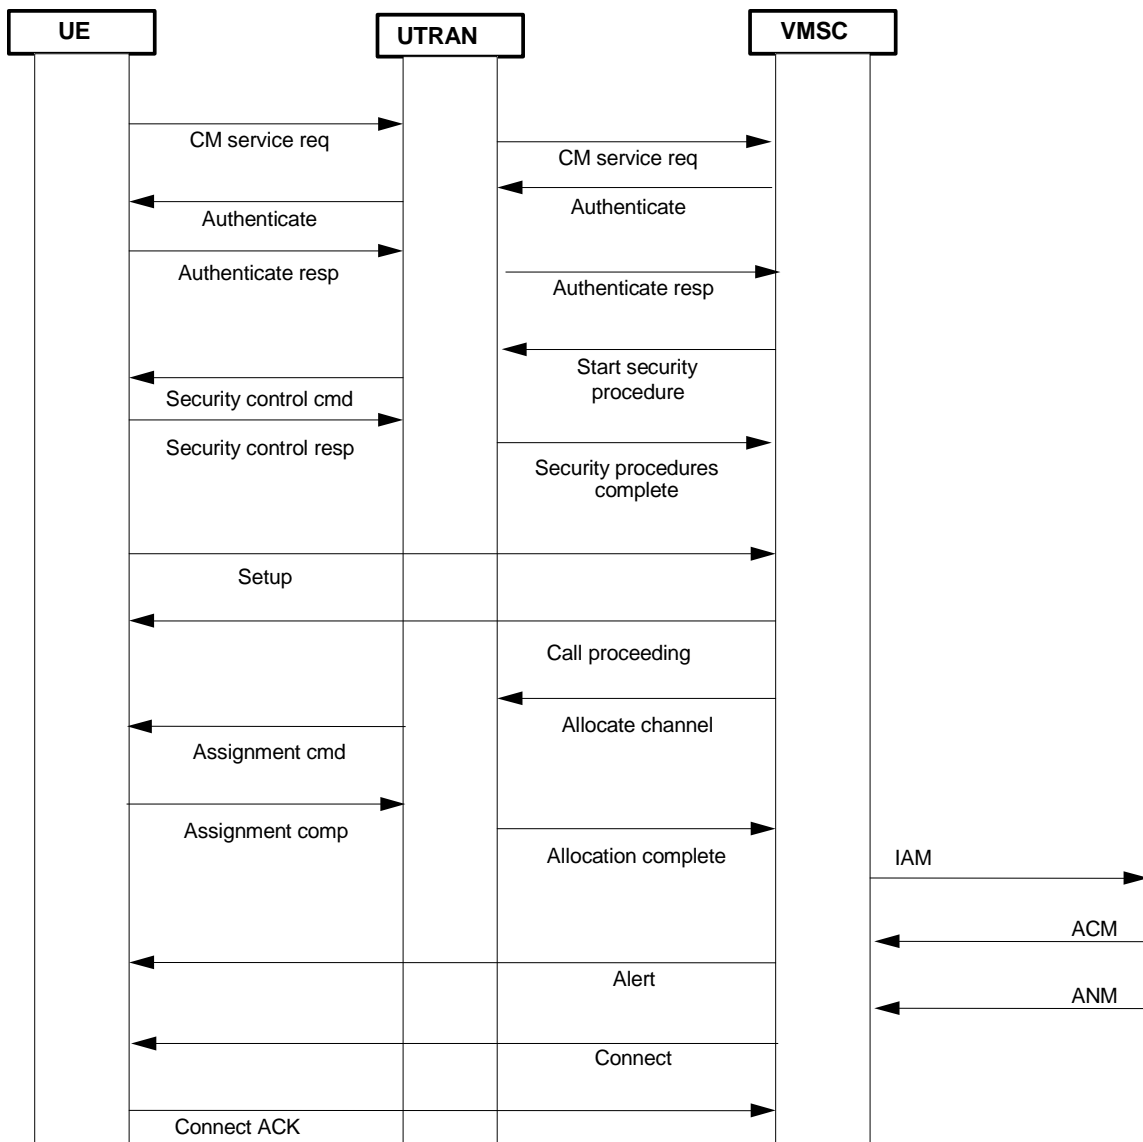 UE
UTRAN
VMSC
CM service req
CM service req
Authenticate
Authenticate
Authenticate resp
Authenticate resp
Start security
procedure
Security control cmd
Security control resp
Security procedures
complete
Setup
Call proceeding
Allocate channel
Assignment cmd
Assignment comp
Allocation complete
IAM
ACM
Alert
ANM
Connect
Connect ACK